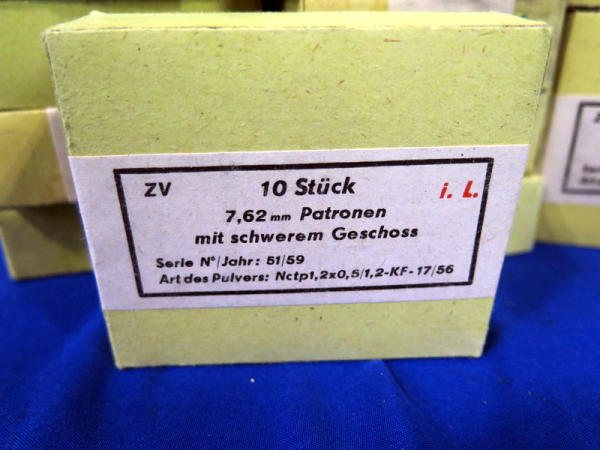 ZV 10 Stück i. L.
7,62 mm Patronen
mit schwerem Geschoss
Serie Nº/Jahr: 51/59
Art des Pulvers: Nctp1,2x0,5/1,2-KF-17/56